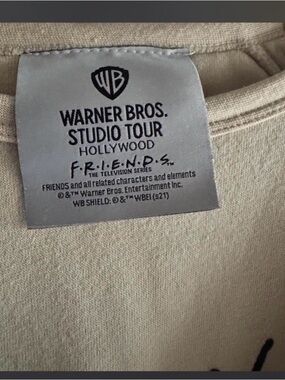 WB
WARNER BROS.
STUDIO TOUR
HOLLYWOOD
F·R·I·E·N·D·S™
THE TELEVISION SERIES
FRIENDS and all related characters and elements
© &™ Warner Bros. Entertainment Inc.
WB SHIELD: © &™ WBEI (s21)